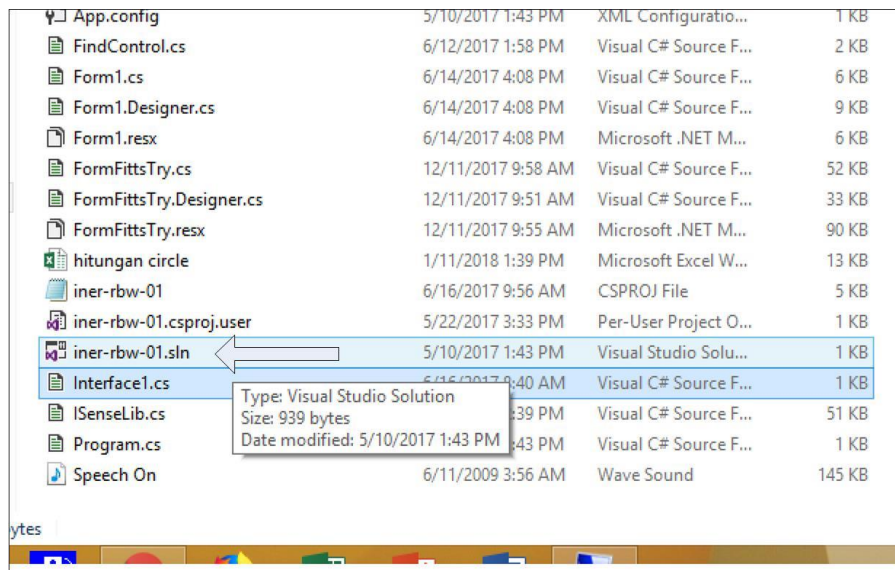 App.config 5/10/2017 1:43 PM XML Configuratio... 1 KB
FindControl.cs 6/12/2017 1:58 PM Visual C# Source F... 2 KB
Form1.cs 6/14/2017 4:08 PM Visual C# Source F... 6 KB
Form1.Designer.cs 6/14/2017 4:08 PM Visual C# Source F... 9 KB
Form1.resx 6/14/2017 4:08 PM Microsoft .NET M... 6 KB
FormFittsTry.cs 12/11/2017 9:58 AM Visual C# Source F... 52 KB
FormFittsTry.Designer.cs 12/11/2017 9:51 AM Visual C# Source F... 33 KB
FormFittsTry.resx 12/11/2017 9:55 AM Microsoft .NET M... 90 KB
hitungan circle 1/11/2018 1:39 PM Microsoft Excel W... 13 KB
iner-rbw-01 6/16/2017 9:56 AM CSPROJ File 5 KB
iner-rbw-01.csproj.user 5/22/2017 3:33 PM Per-User Project O... 1 KB
iner-rbw-01.sln 5/10/2017 1:43 PM Visual Studio Solu... 1 KB
Interface1.cs 6/16/2017 8:40 AM Visual C# Source F... 1 KB
Type: Visual Studio Solution
ISenseLib.cs :39 PM Visual C# Source F... 51 KB
Size: 939 bytes
Program.cs :43 PM Visual C# Source F... 1 KB
Date modified: 5/10/2017 1:43 PM
Speech On 6/11/2009 3:56 AM Wave Sound 145 KB
ytes